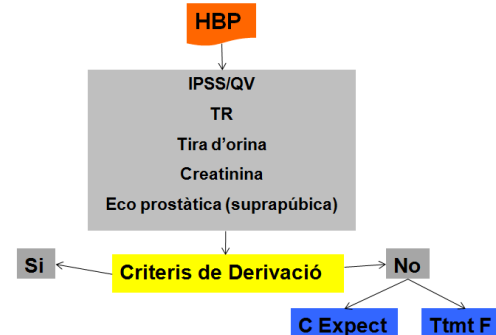 HBP
IPSS/QV
TR
Tira d'orina
Creatinina
Eco prostàtica (suprapúbica)
Si
Criteris de Derivació
No
C Expect
Ttmt F